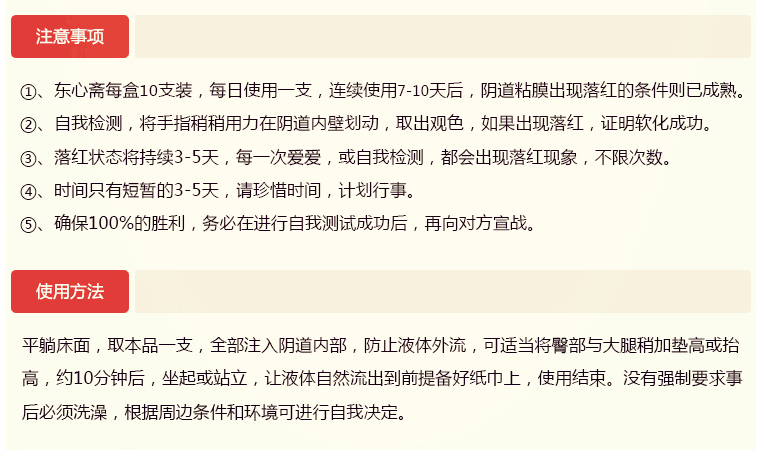 注意事项
①、东心斋每盒10支装，每日使用一支，连续使用7-10天后，阴道粘膜出现落红的条件则已成熟。
②、自我检测，将手指稍稍用力在阴道内壁划动，取出观色，如果出现落红，证明软化成功。
③、落红状态将持续3-5天，每一次爱爱，或自我检测，都会出现落红现象，不限次数。
④、时间只有短暂的3-5天，请珍惜时间，计划行事。
⑤、确保100%的胜利，务必在进行自我测试成功后，再向对方宣战。
使用方法
平躺床面，取本品一支，全部注入阴道内部，防止液体外流，可适当将臀部与大腿稍加垫高或抬
高，约10分钟后，坐起或站立，让液体自然流出到前提备好纸巾上，使用结束。没有强制要求事
后必须洗澡，根据周边条件和环境可进行自我决定。